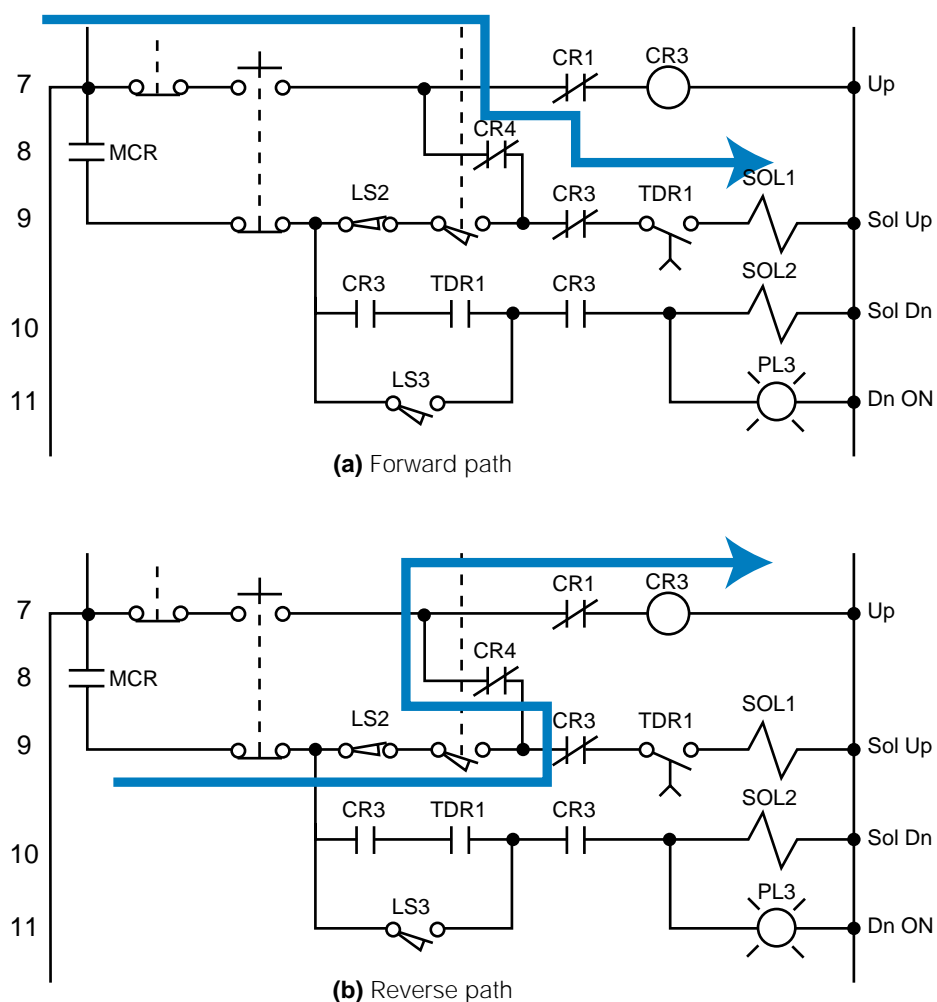 CR1 CR3
7 Up
CR4
8 MCR
SOL1
LS2 CR3 TDR1
9 Sol Up
SOL2
CR3 TDR1 CR3
10 Sol Dn
PL3
LS3
11 Dn ON
(a) Forward path
CR1 CR3
7 Up
CR4
8 MCR
SOL1
LS2 CR3 TDR1
9 Sol Up
SOL2
CR3 TDR1 CR3
10 Sol Dn
PL3
LS3
11 Dn ON
(b) Reverse path